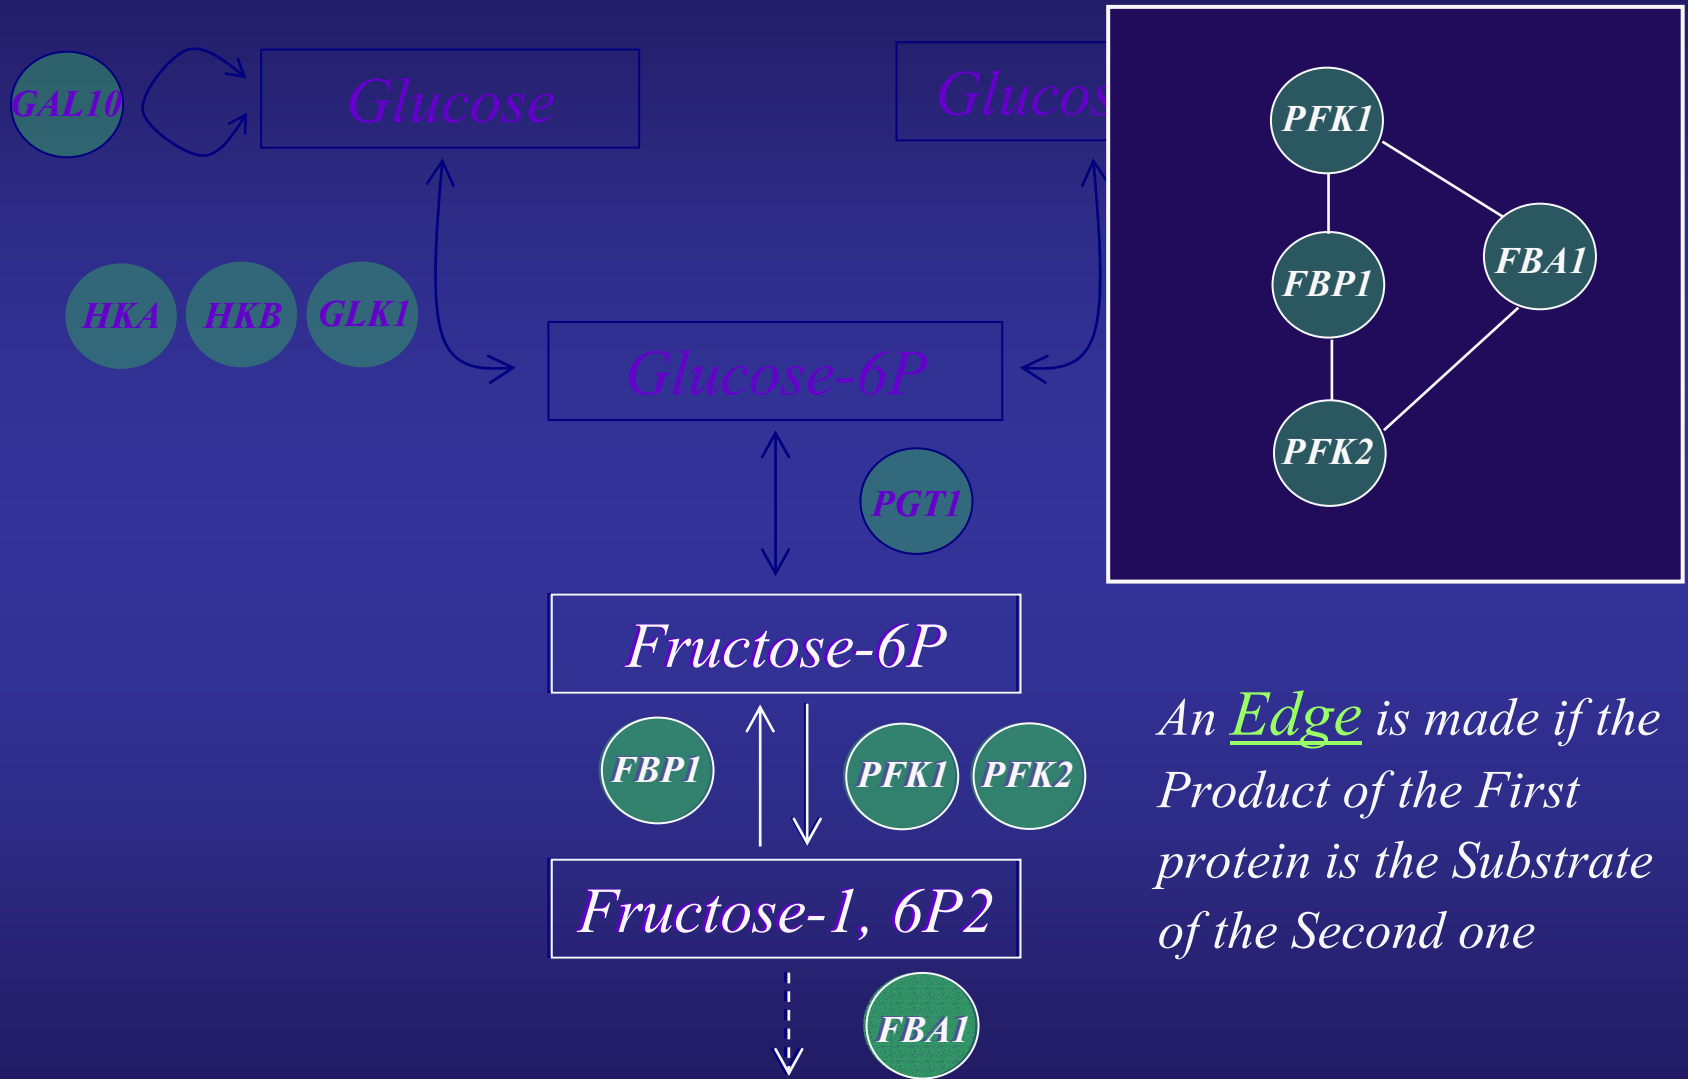 GAL10
Glucose
Glucos
HKA
HKB
GLK1
Glucose-6P
PGT1
Fructose-6P
FBP1
PFK1
PFK2
Fructose-1, 6P2
FBA1
PFK1
FBP1
FBA1
PFK2
An Edge is made if the
Product of the First
protein is the Substrate
of the Second one